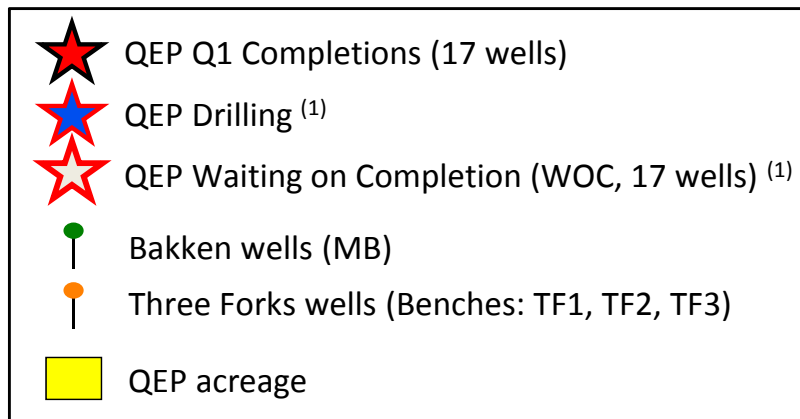 QEP Q1 Completions (17 wells)
QEP Drilling (1)
QEP Waiting on Completion (WOC, 17 wells) (1)
Bakken wells (MB)
Three Forks wells (Benches: TF1, TF2, TF3)
QEP acreage